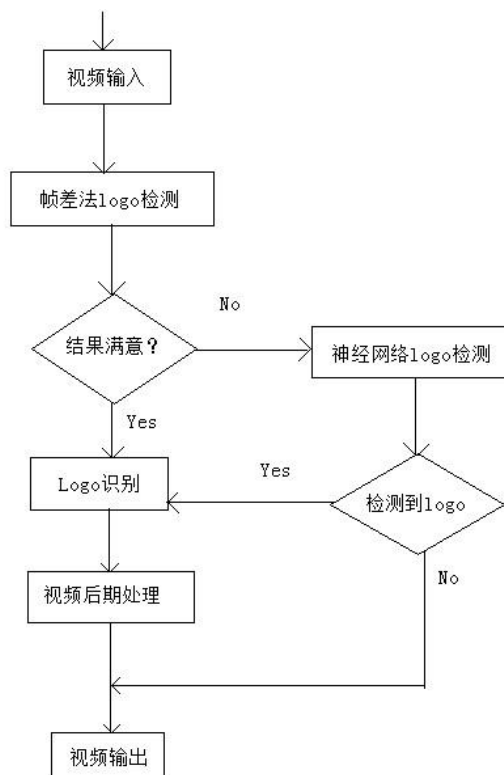 视频输入
帧差法logo检测
No
结果满意？
神经网络logo检测
Yes
Logo识别
Yes
检测到logo
视频后期处理
No
视频输出